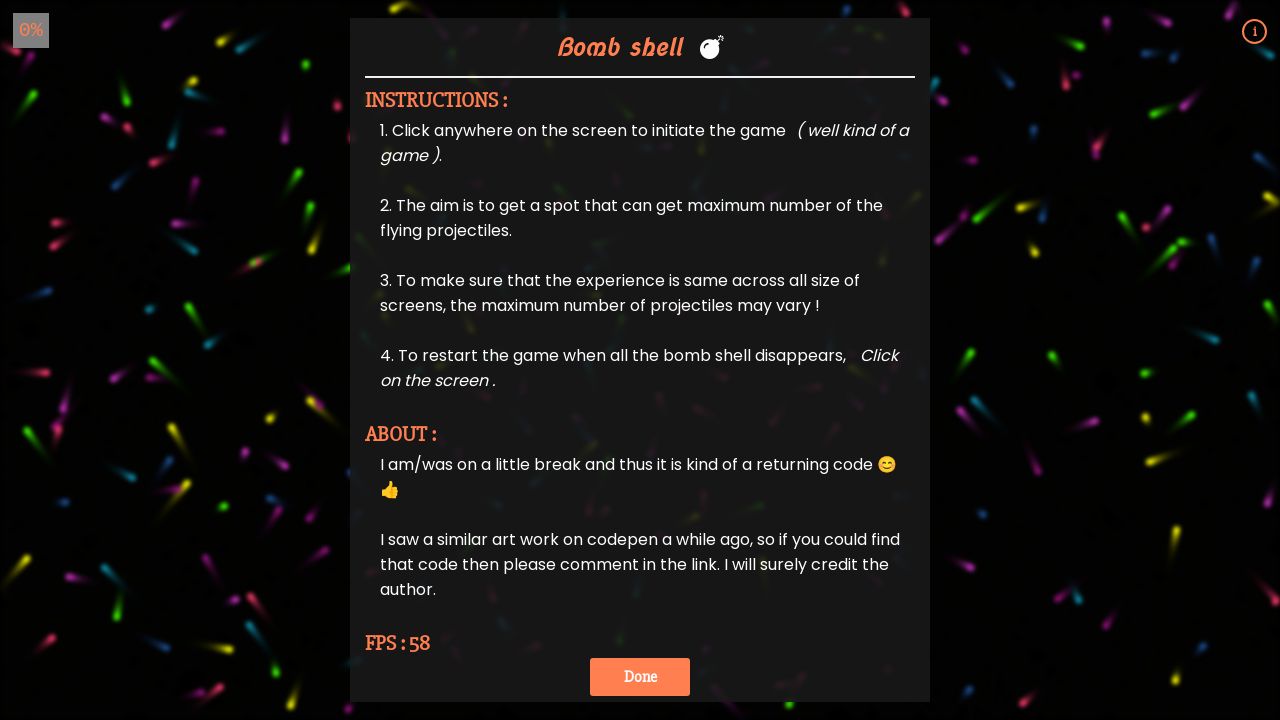 0%
Bomb shell 💣
i
INSTRUCTIONS :
1. Click anywhere on the screen to initiate the game ( well kind of a
game ).
2. The aim is to get a spot that can get maximum number of the
flying projectiles.
3. To make sure that the experience is same across all size of
screens, the maximum number of projectiles may vary !
4. To restart the game when all the bomb shell disappears, Click
on the screen .
ABOUT :
I am/was on a little break and thus it is kind of a returning code 😊
👍
I saw a similar art work on codepen a while ago, so if you could find
that code then please comment in the link. I will surely credit the
author.
FPS : 58
Done